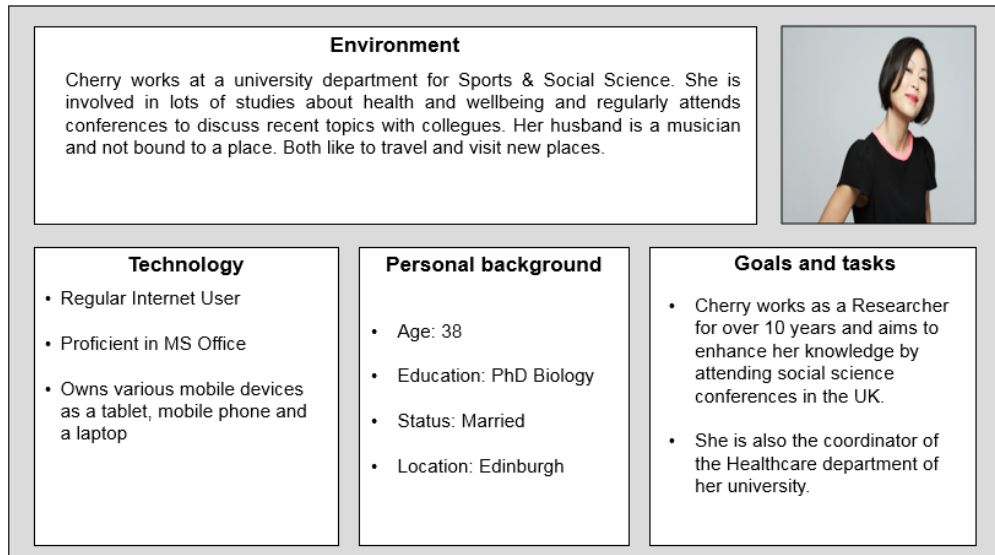 Environment
Cherry works at a university department for Sports & Social Science. She is
involved in lots of studies about health and wellbeing and regularly attends
conferences to discuss recent topics with collegues. Her husband is a musician
and not bound to a place. Both like to travel and visit new places.
Technology
• Regular Internet User
• Proficient in MS Office
• Owns various mobile devices
as a tablet, mobile phone and
a laptop
Personal background
• Age: 38
• Education: PhD Biology
• Status: Married
• Location: Edinburgh
Goals and tasks
• Cherry works as a Researcher
for over 10 years and aims to
enhance her knowledge by
attending social science
conferences in the UK.
• She is also the coordinator of
the Healthcare department of
her university.